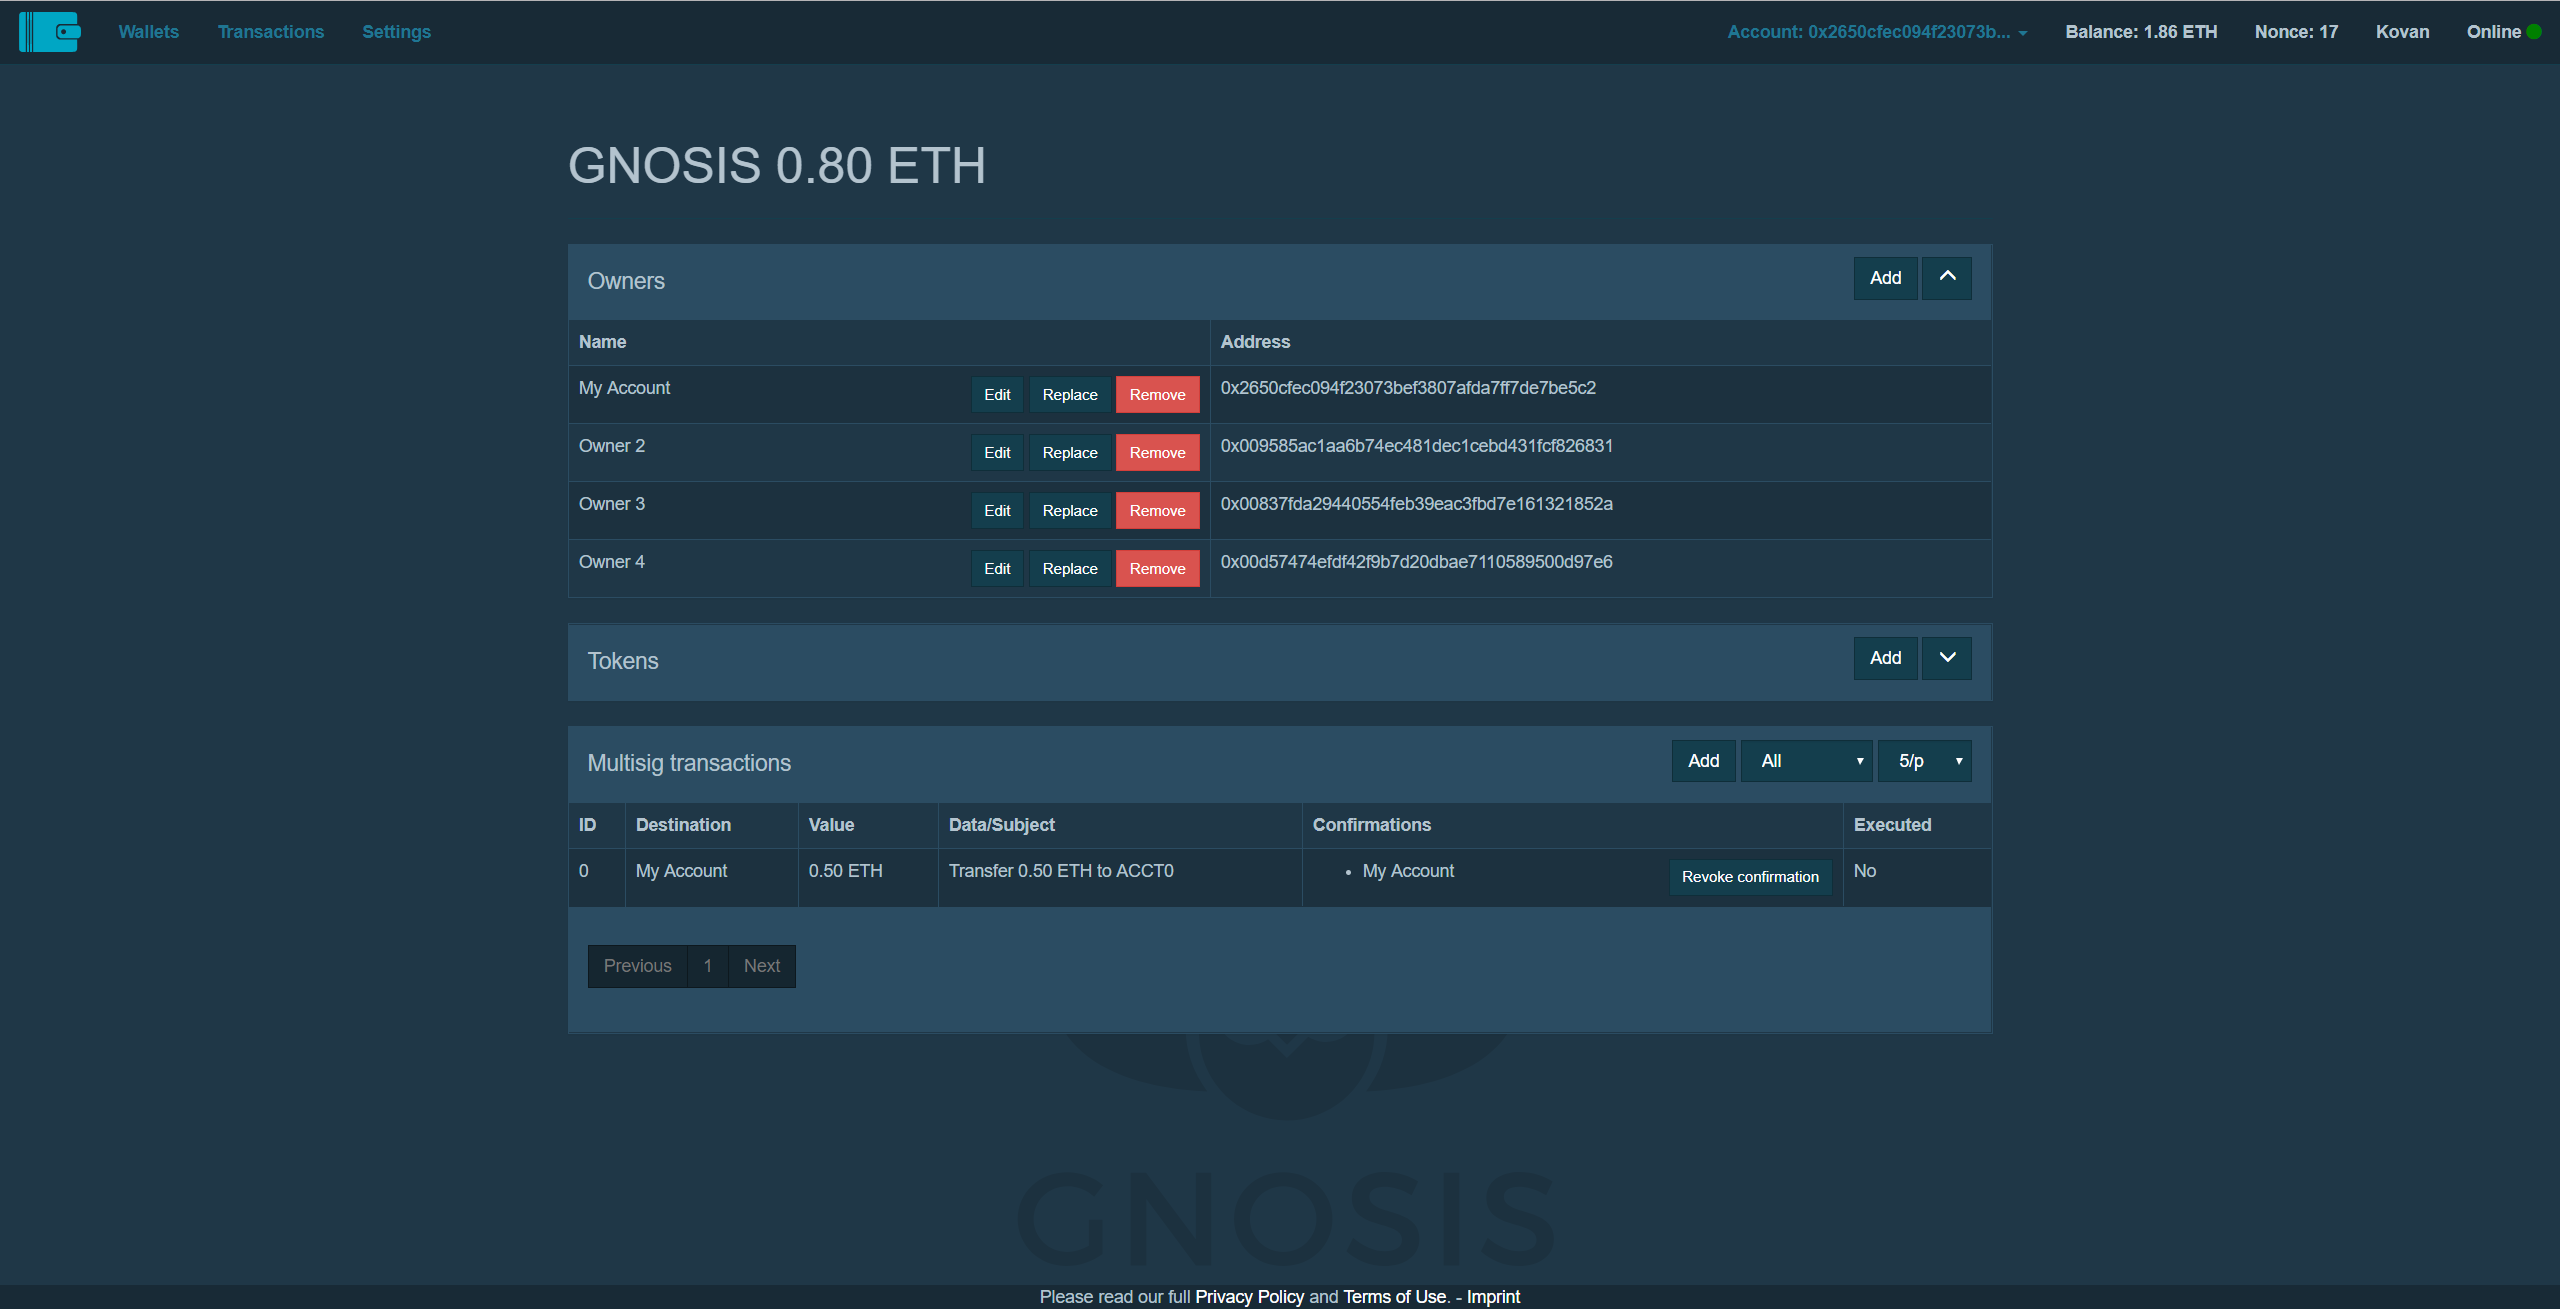 Wallets Transactions Settings Account: 0x2650cfec094f23073b... Balance: 1.86 ETH Nonce: 17 Kovan Online
GNOSIS 0.80 ETH
Owners Add
Name Address
My Account Edit Replace Remove 0x2650cfec094f23073bef3807afda7ff7de7be5c2
Owner 2 Edit Replace Remove 0x009585ac1aa6b74ec481dec1cebd431fcf826831
Owner 3 Edit Replace Remove 0x00837fda29440554feb39eac3fbd7e161321852a
Owner 4 Edit Replace Remove 0x00d57474efdf42f9b7d20dbae7110589500d97e6
Tokens Add
Multisig transactions Add All 5/p
ID Destination Value Data/Subject Confirmations Executed
0 My Account 0.50 ETH Transfer 0.50 ETH to ACCT0 • My Account Revoke confirmation No
Previous 1 Next
GNOSIS
Please read our full Privacy Policy and Terms of Use. - Imprint